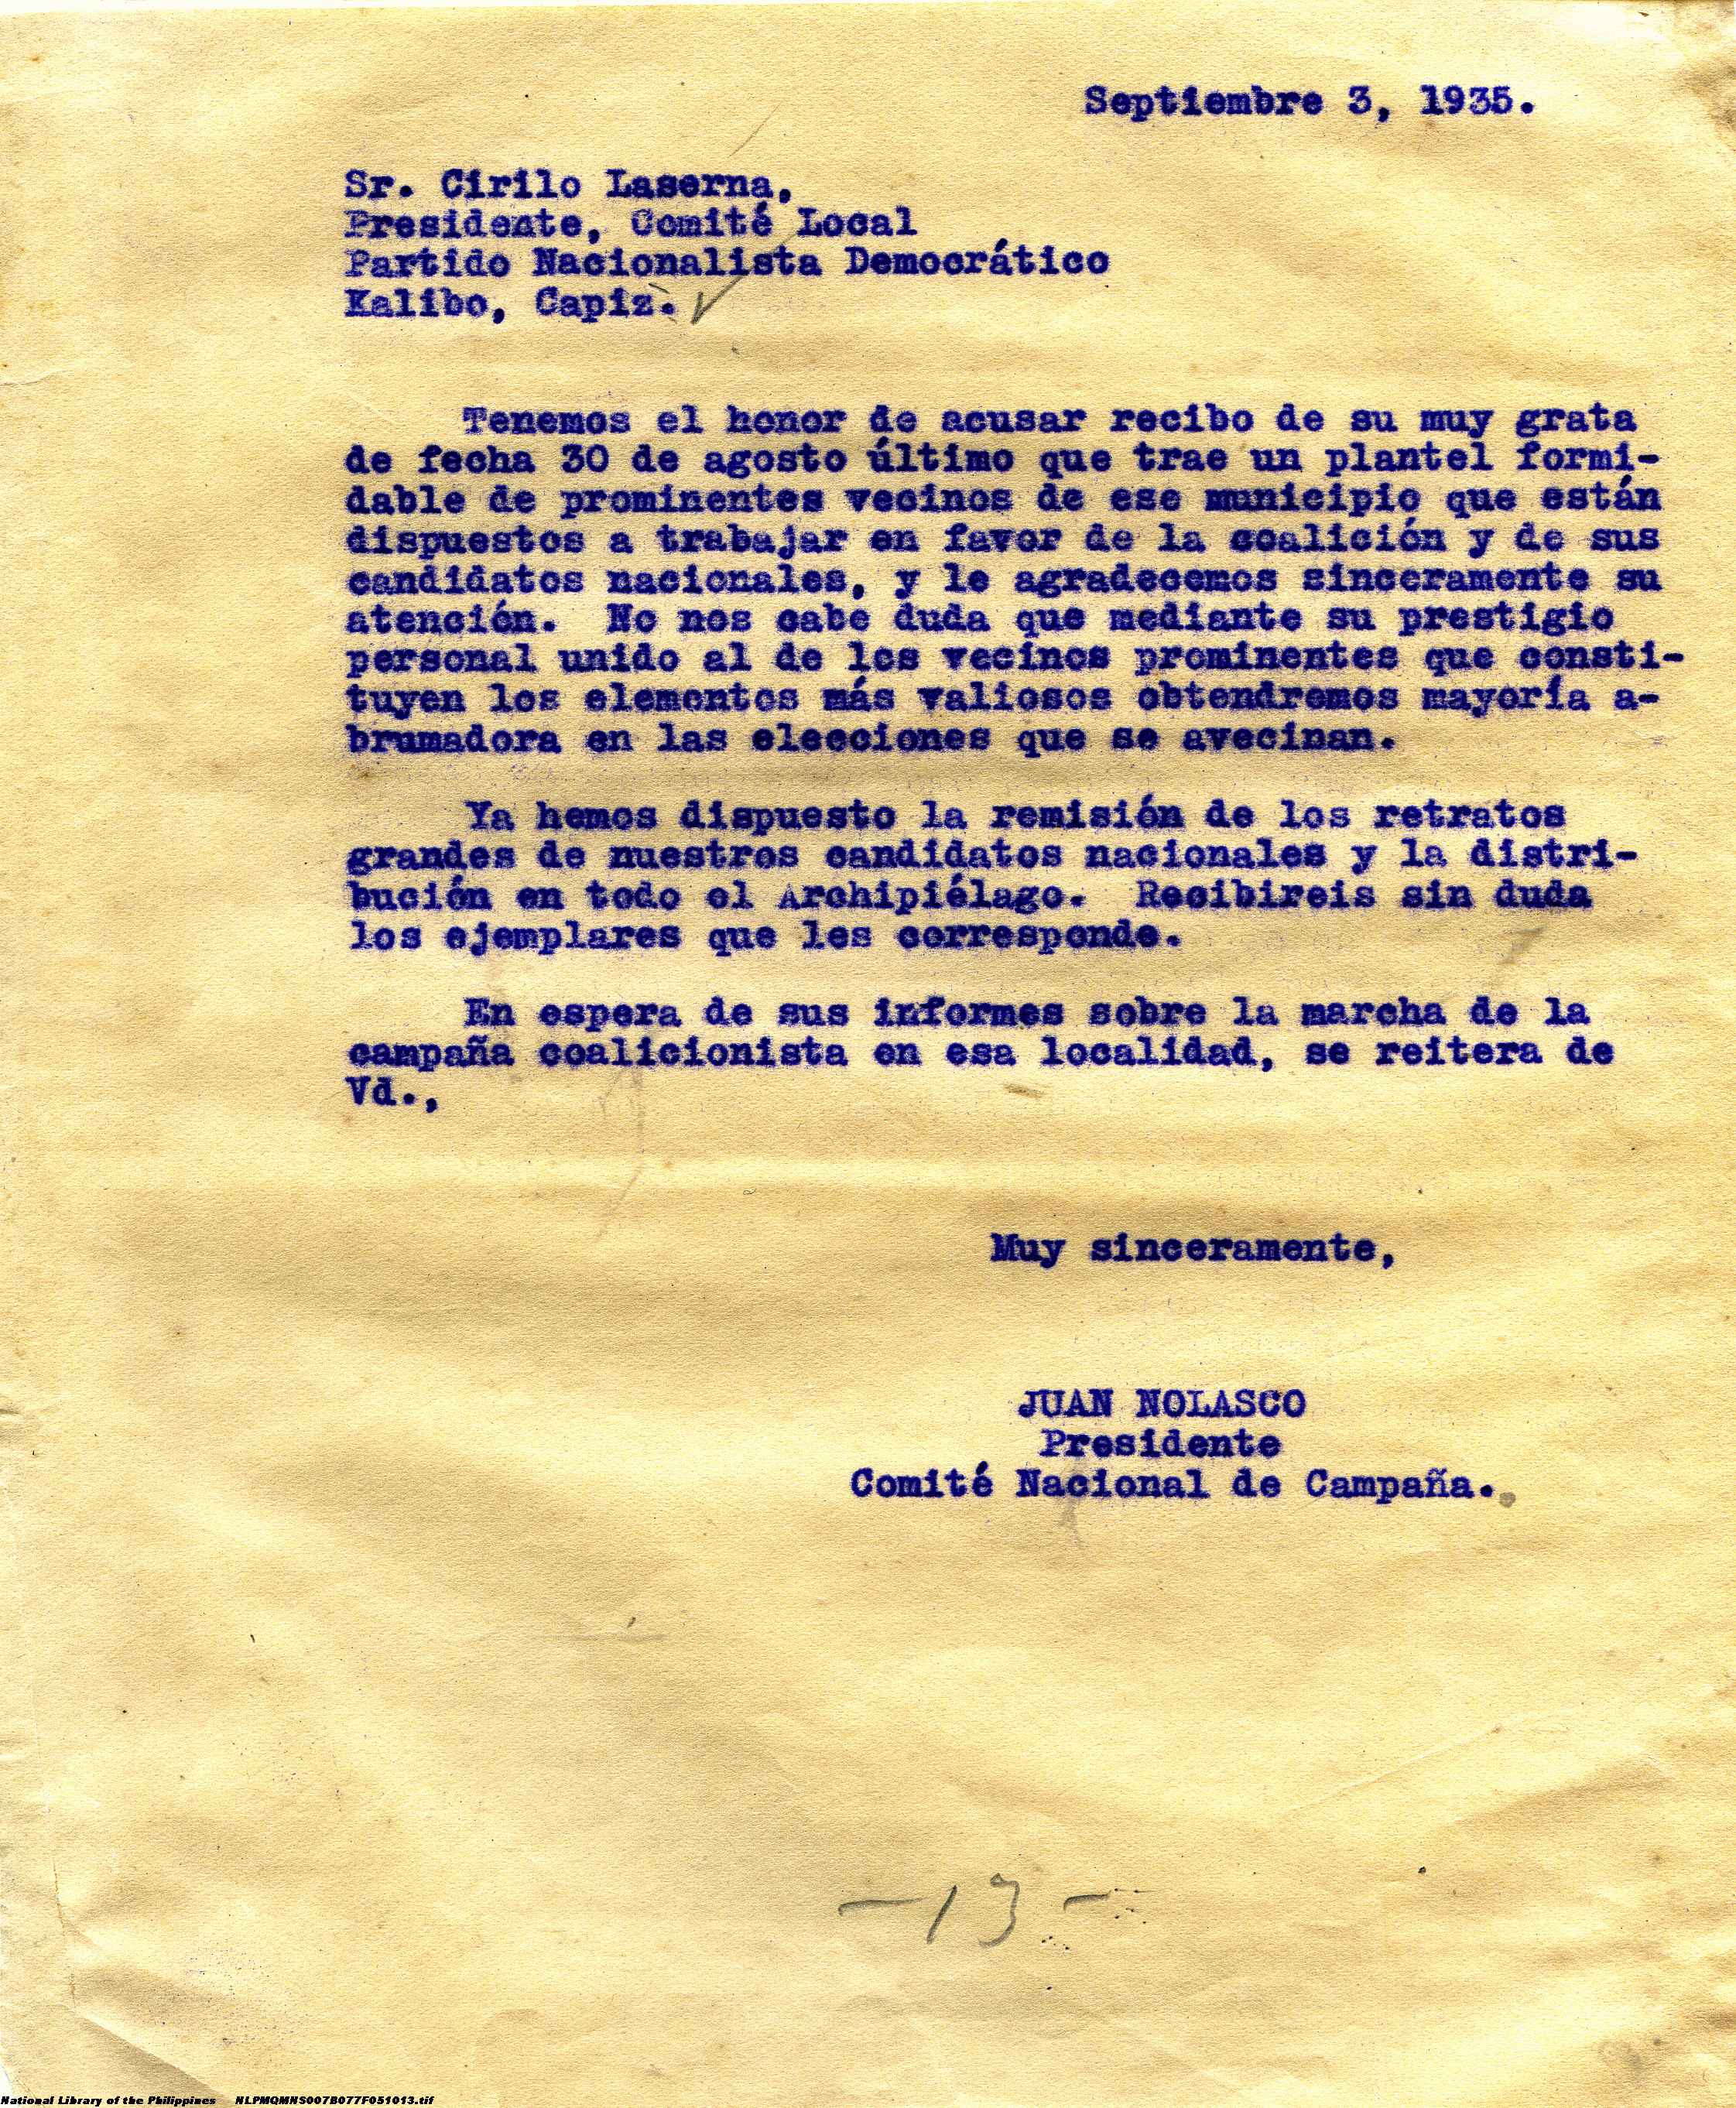 Septiembre 3, 1935.
Sr. Cirilo Laserna,
Presidente, Comité Local
Partido Nacionalista Democrático
Kalibo, Capiz.
Tenemos el honor de acusar recibo de su muy grata
de fecha 30 de agosto último que trae un plantel formi-
dable de prominentes vecinos de ese municipio que están
dispuestos a trabajar en favor de la coalición y de sus
candidatos nacionales, y le agradecemos sinceramente su
atención. No nos cabe duda que mediante su prestigio
personal unido al de los vecinos prominentes que consti-
tuyen los elementos más valiosos obtendremos mayoría a-
brumadora en las elecciones que se avecinan.
Ya hemos dispuesto la remisión de los retratos
grandes de nuestros candidatos nacionales y la distri-
bución en todo el Archipiélago. Recibireis sin duda
los ejemplares que les corresponde.
En espera de sus informes sobre la marcha de la
campaña coalicionista en esa localidad, se reitera de
Vd.,
Muy sinceramente,
JUAN NOLASCO
Presidente
Comité Nacional de Campaña.
-13-
National Library of the Philippines NLPMQMNS007B077F051013.tif